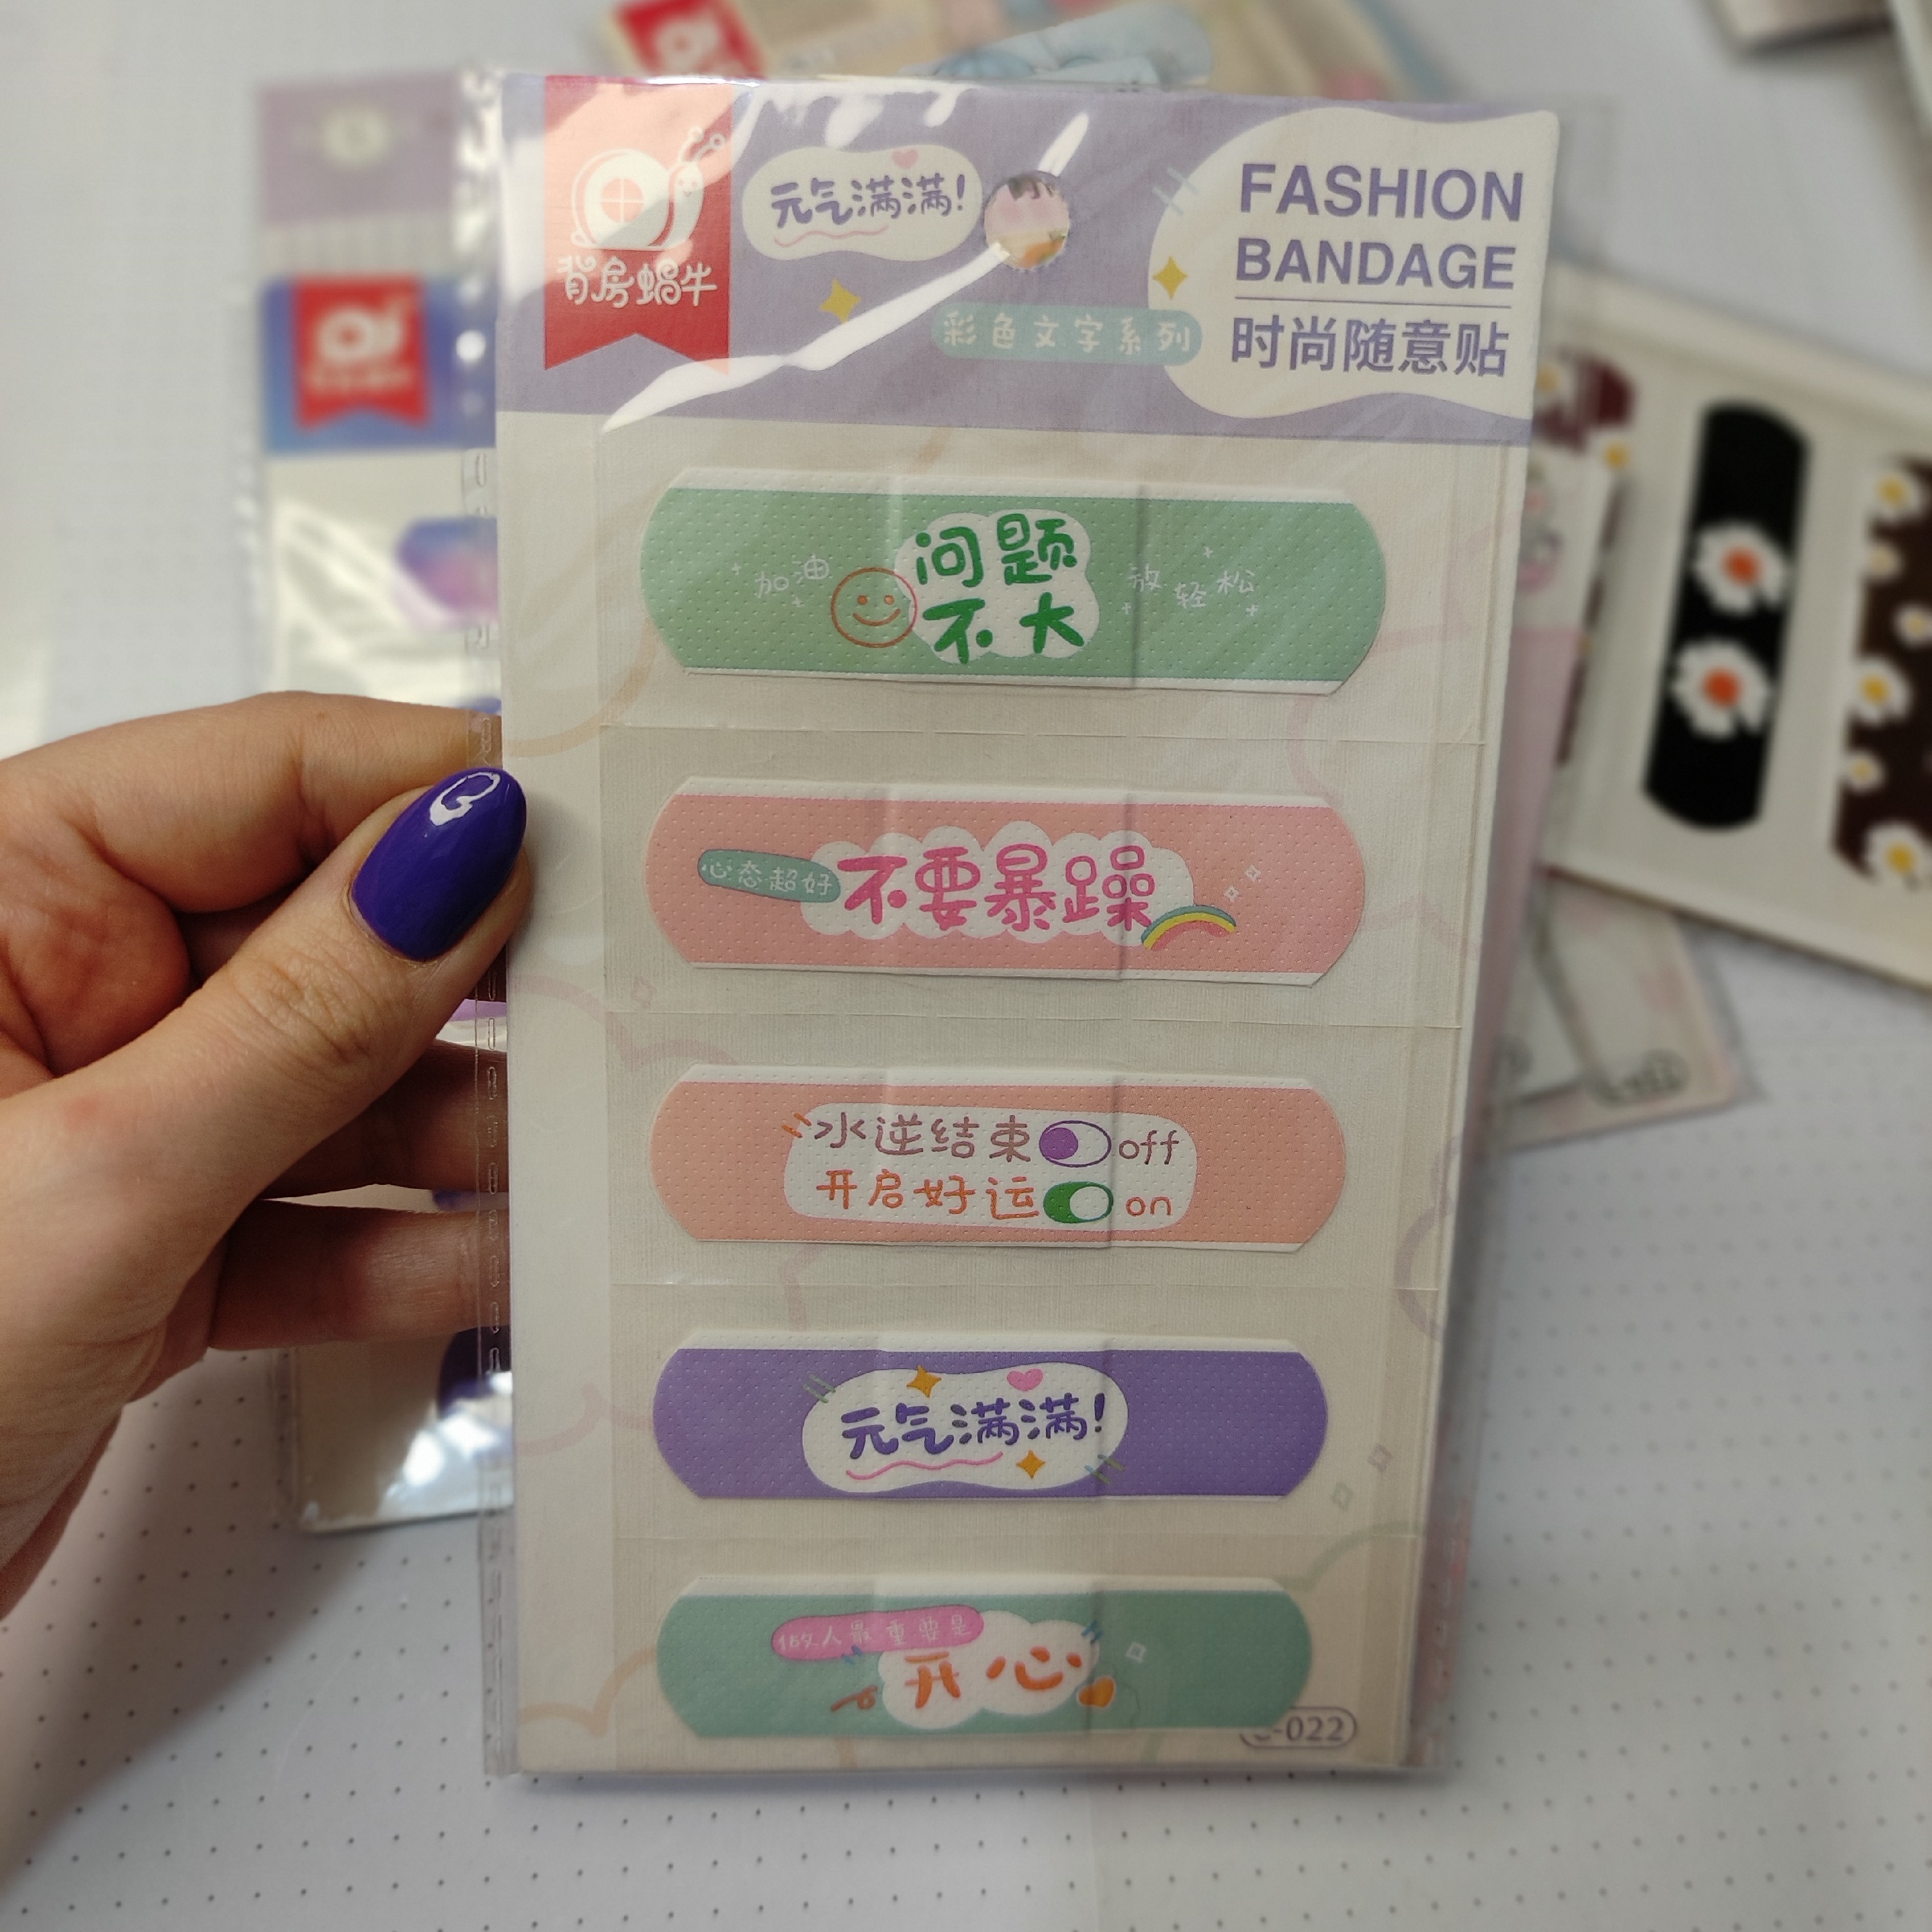 背房蜗牛
元气满满!
彩色文字系列
FASHION
BANDAGE
时尚随意贴
加油
问题
不大
放轻松
心态超好
不要暴躁
水逆结束 off
开启好运 on
元气满满!
做人最重要是
开心
-022